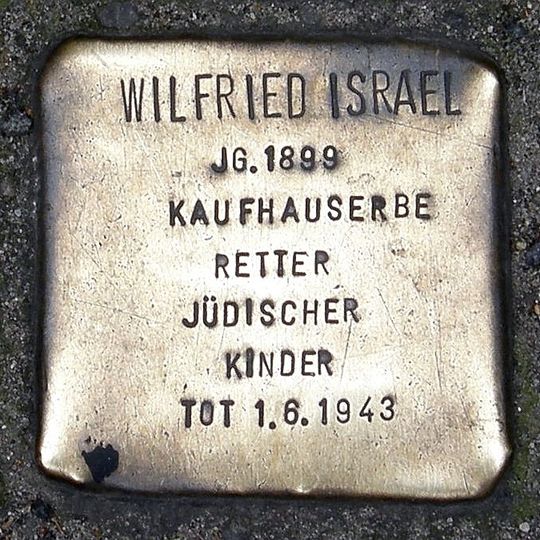 WILFRIED ISRAEL
JG. 1899
KAUFHAUSERBE
RETTER
JÜDISCHER
KINDER
TOT 1.6.1943